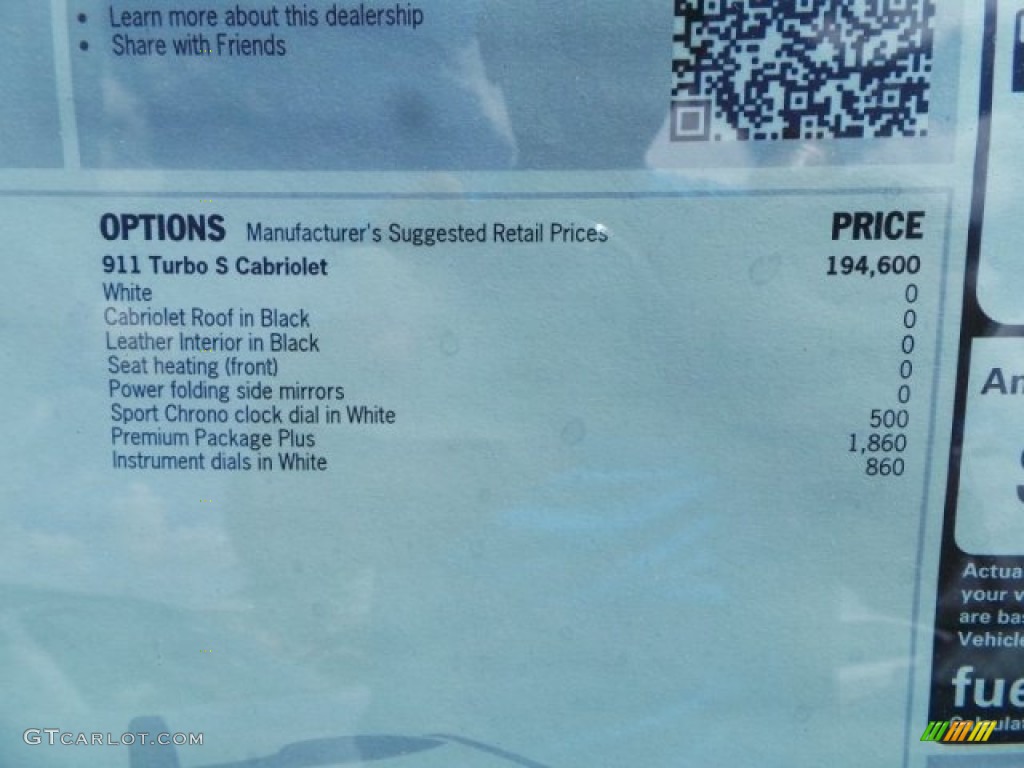 • Learn more about this dealership
• Share with Friends
OPTIONS Manufacturer's Suggested Retail Prices PRICE
911 Turbo S Cabriolet 194,600
White 0
Cabriolet Roof in Black 0
Leather Interior in Black 0
Seat heating (front) 0
Power folding side mirrors 0
Sport Chrono clock dial in White 500
Premium Package Plus 1,860
Instrument dials in White 860
An
Actua
your v
are bas
Vehicle
fue
GTCARLOT.COM